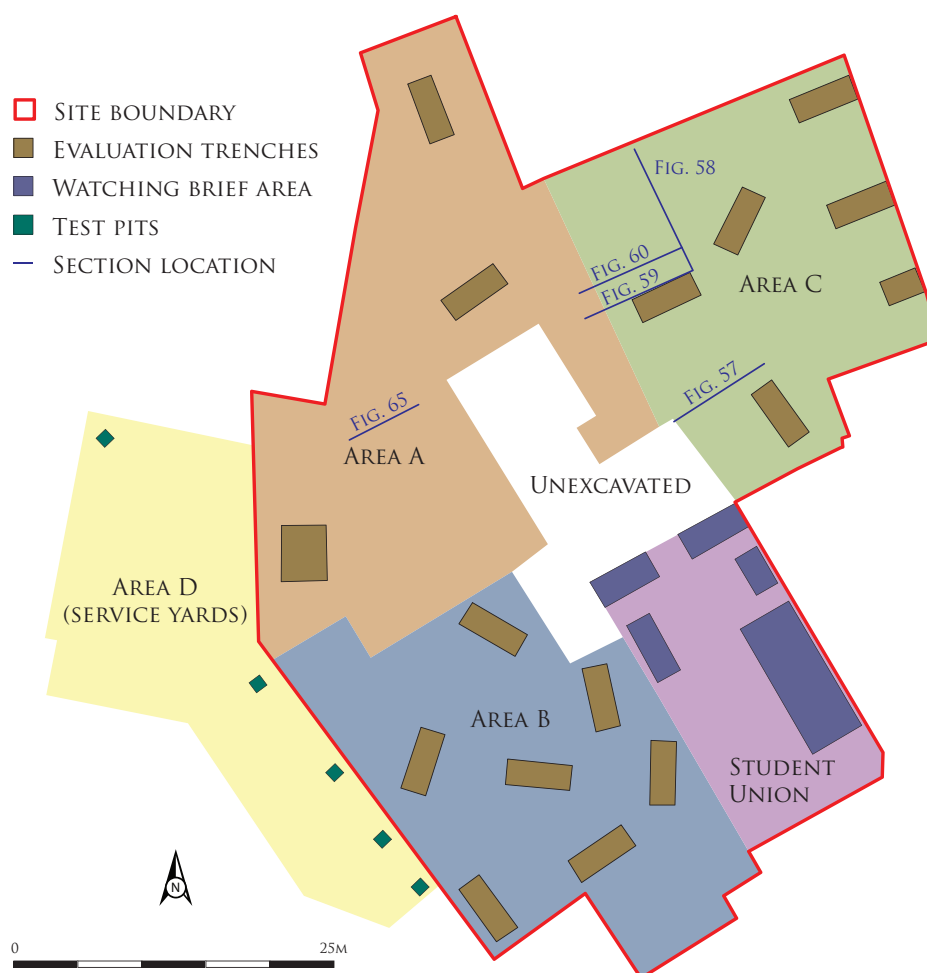 Site boundary
Evaluation trenches
Watching brief area
Test pits
Section location
Fig. 58
Fig. 60
Fig. 59
Area C
Fig. 57
Fig. 65
Area A
Unexcavated
Area D
(service yards)
Area B
Student
Union
N
0 25m